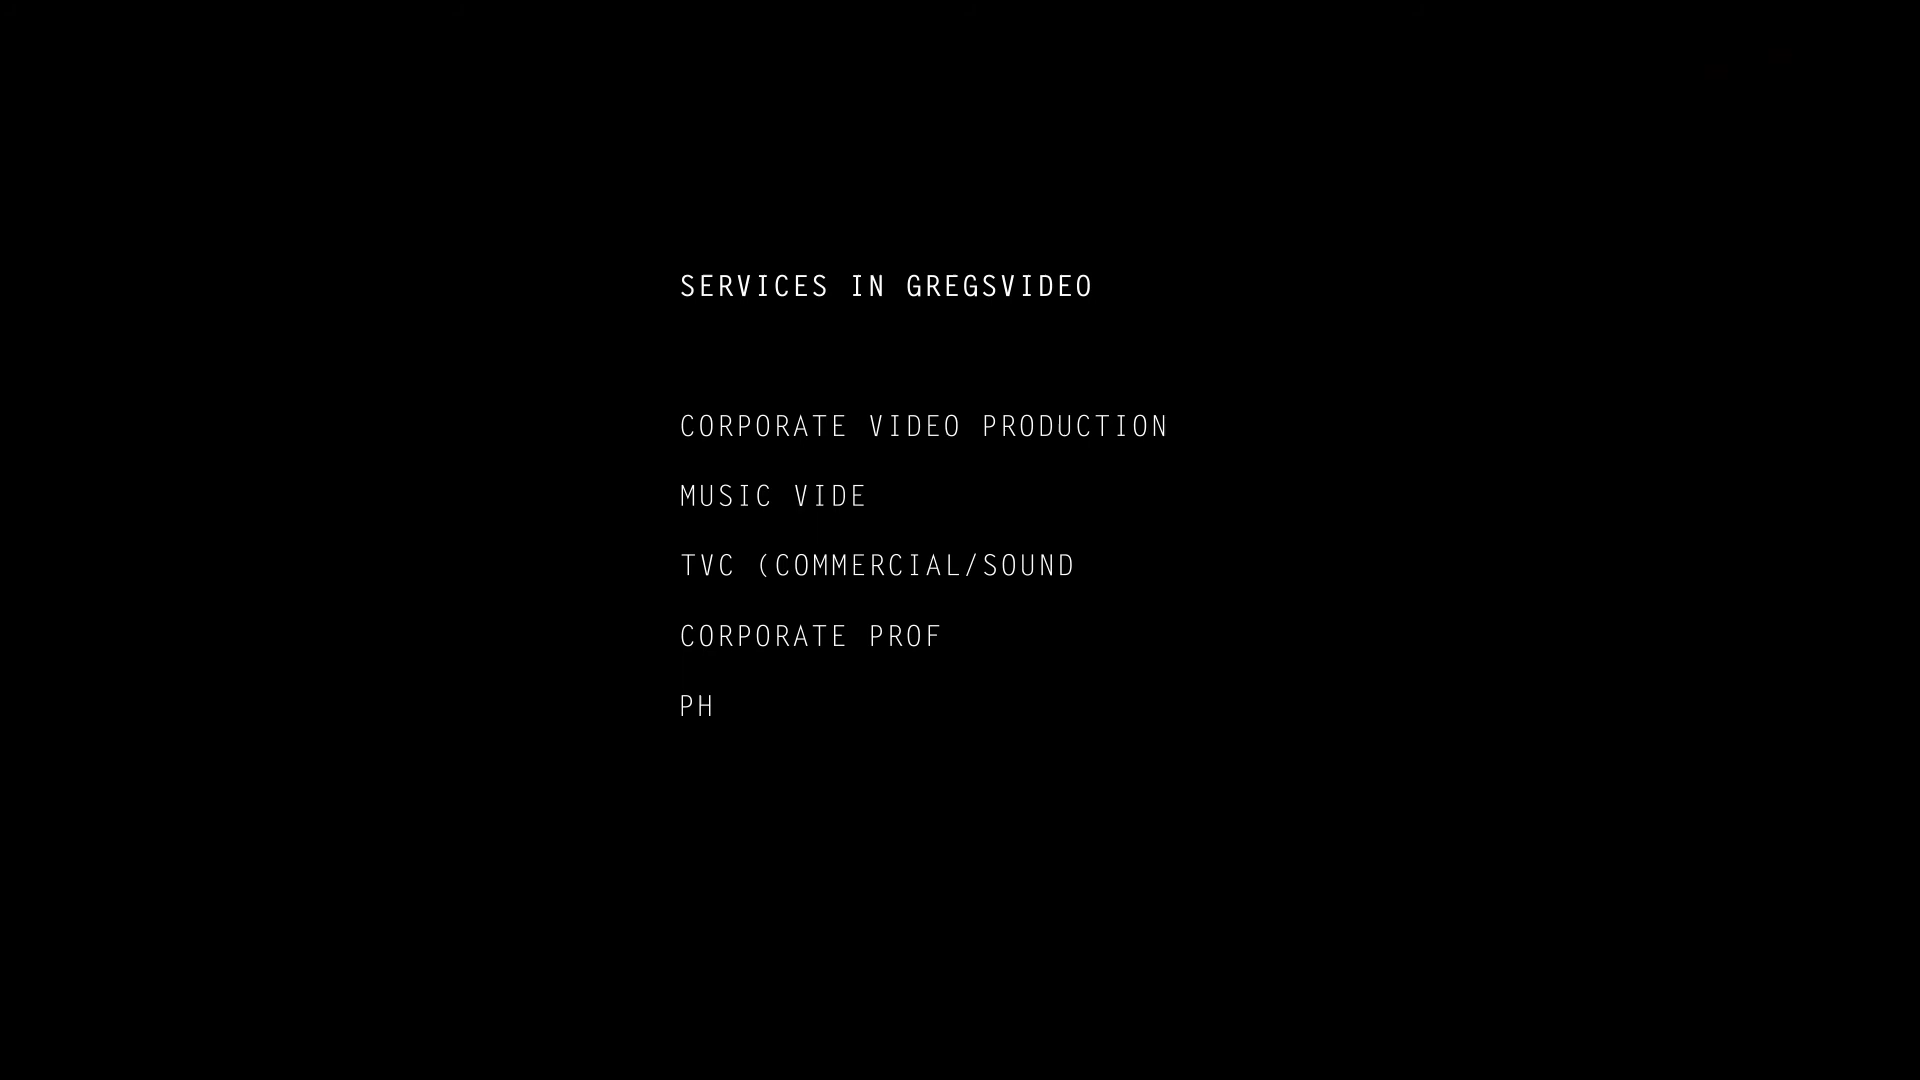 SERVICES IN GREGSVIDEO
CORPORATE VIDEO PRODUCTION
MUSIC VIDE
TVC (COMMERCIAL/SOUND
CORPORATE PROF
PH